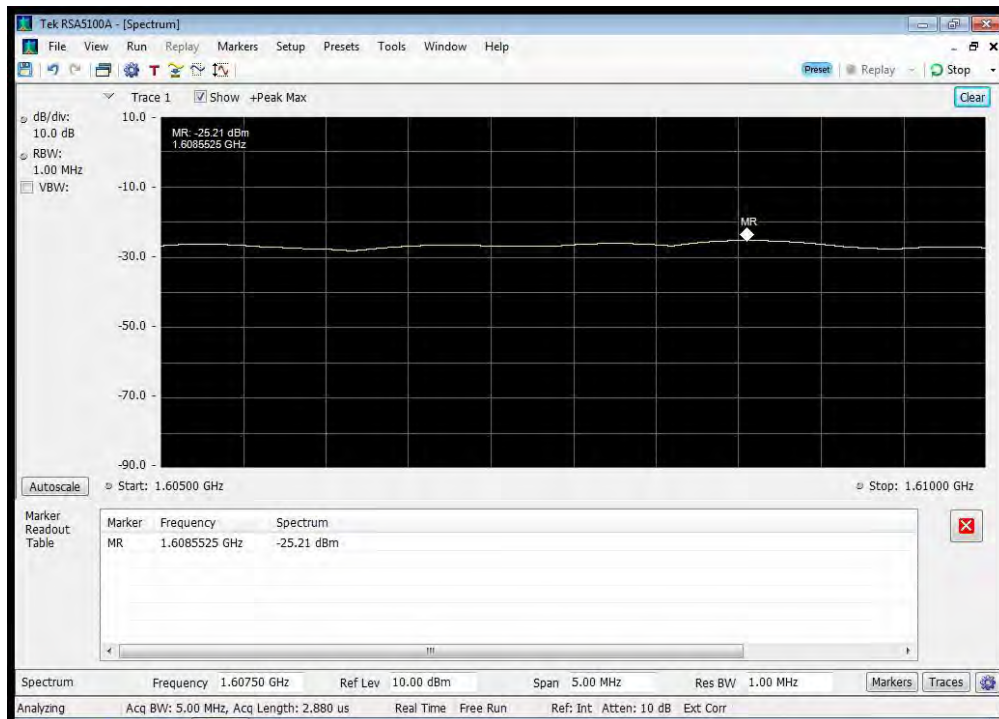 Tek RSA5100A - [Spectrum]
File View Run Replay Markers Setup Presets Tools Window Help
Preset Replay Stop
Trace 1 Show +Peak Max Clear
dB/div: 10.0 dB
RBW: 1.00 MHz
VBW:
MR: -25.21 dBm
1.6085525 GHz
10.0
-10.0
MR
-30.0
-50.0
-70.0
-90.0
Autoscale Start: 1.60500 GHz Stop: 1.61000 GHz
Marker Readout Table
Marker Frequency Spectrum
MR 1.6085525 GHz -25.21 dBm
Spectrum Frequency 1.60750 GHz Ref Lev 10.00 dBm Span 5.00 MHz Res BW 1.00 MHz Markers Traces
Analyzing Acq BW: 5.00 MHz, Acq Length: 2.880 us Real Time Free Run Ref: Int Atten: 10 dB Ext Corr